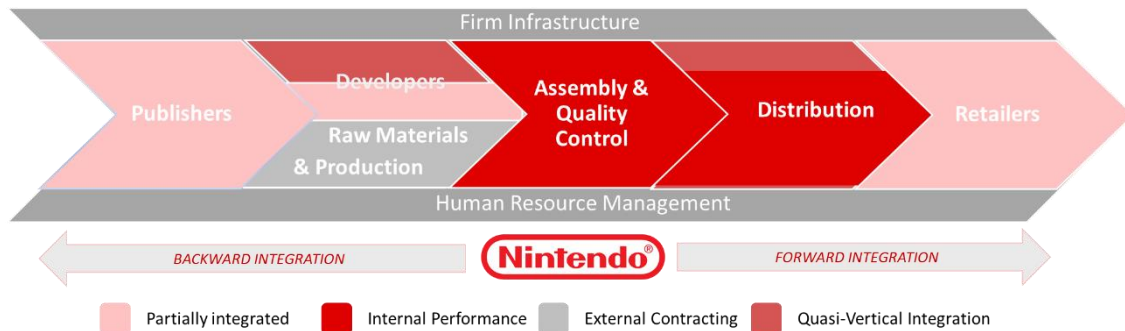 Firm Infrastructure
Publishers
Developers
Raw Materials
& Production
Assembly &
Quality
Control
Distribution
Retailers
Human Resource Management
BACKWARD INTEGRATION
Nintendo®
FORWARD INTEGRATION
Partially integrated
Internal Performance
External Contracting
Quasi-Vertical Integration